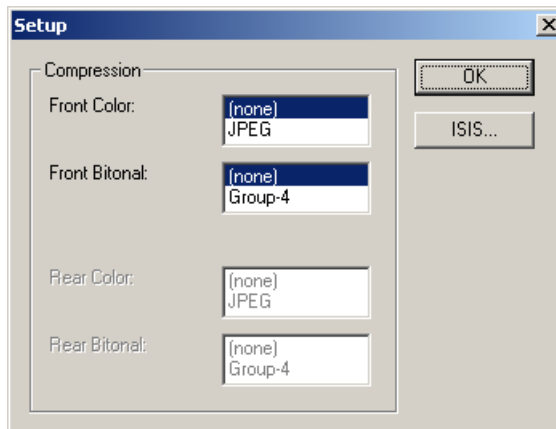 Setup
Compression
Front Color:
(none)
JPEG
Front Bitonal:
(none)
Group-4
Rear Color:
(none)
JPEG
Rear Bitonal:
(none)
Group-4
OK
ISIS...